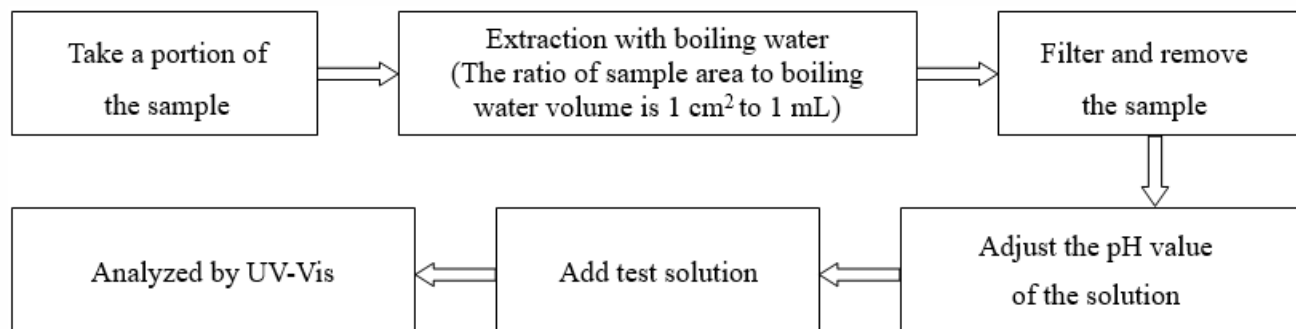 Take a portion of
the sample
Extraction with boiling water
(The ratio of sample area to boiling
water volume is 1 cm² to 1 mL)
Filter and remove
the sample
Adjust the pH value
of the solution
Add test solution
Analyzed by UV-Vis